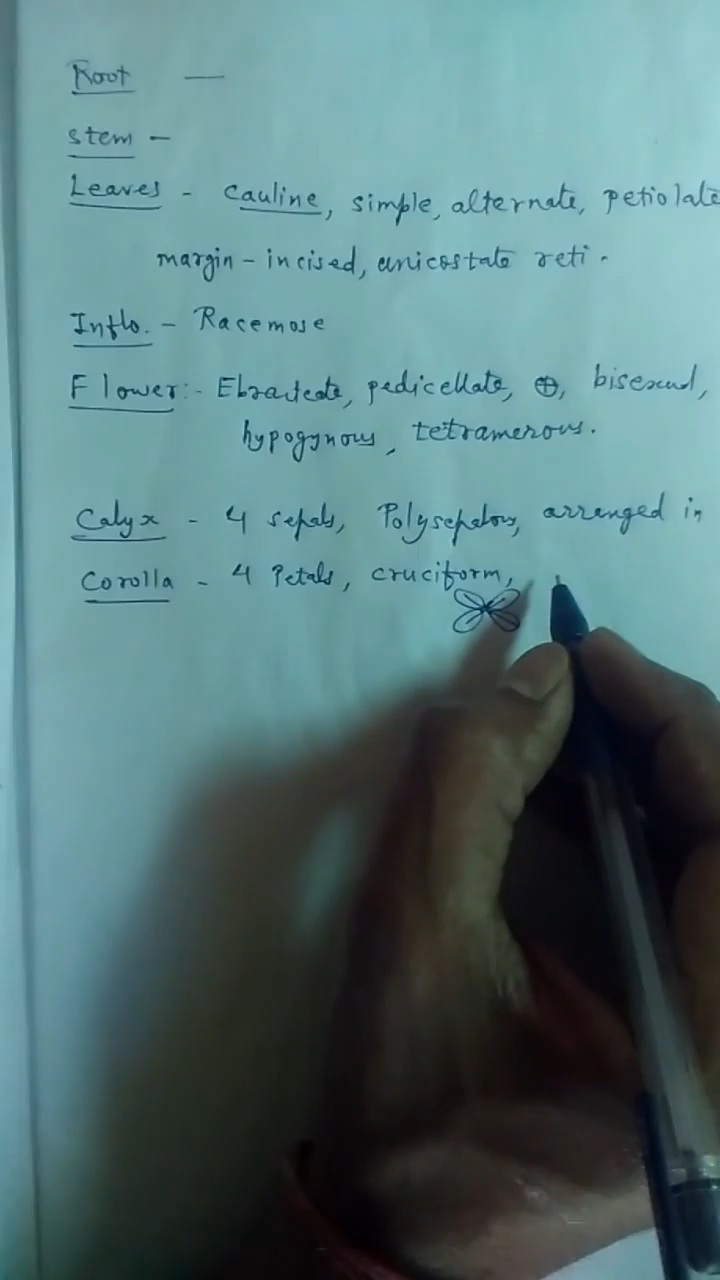 Root —
Stem -
Leaves - Cauline, simple, alternate, petiolate
margin - incised, unicostate reti.
Inflo. - Racemose
Flower :- Ebracteate, pedicellate, ⊕, bisexual,
hypogynous, tetramerous.
Calyx - 4 sepals, Polysepalous, arranged in
Corolla - 4 Petals, cruciform,